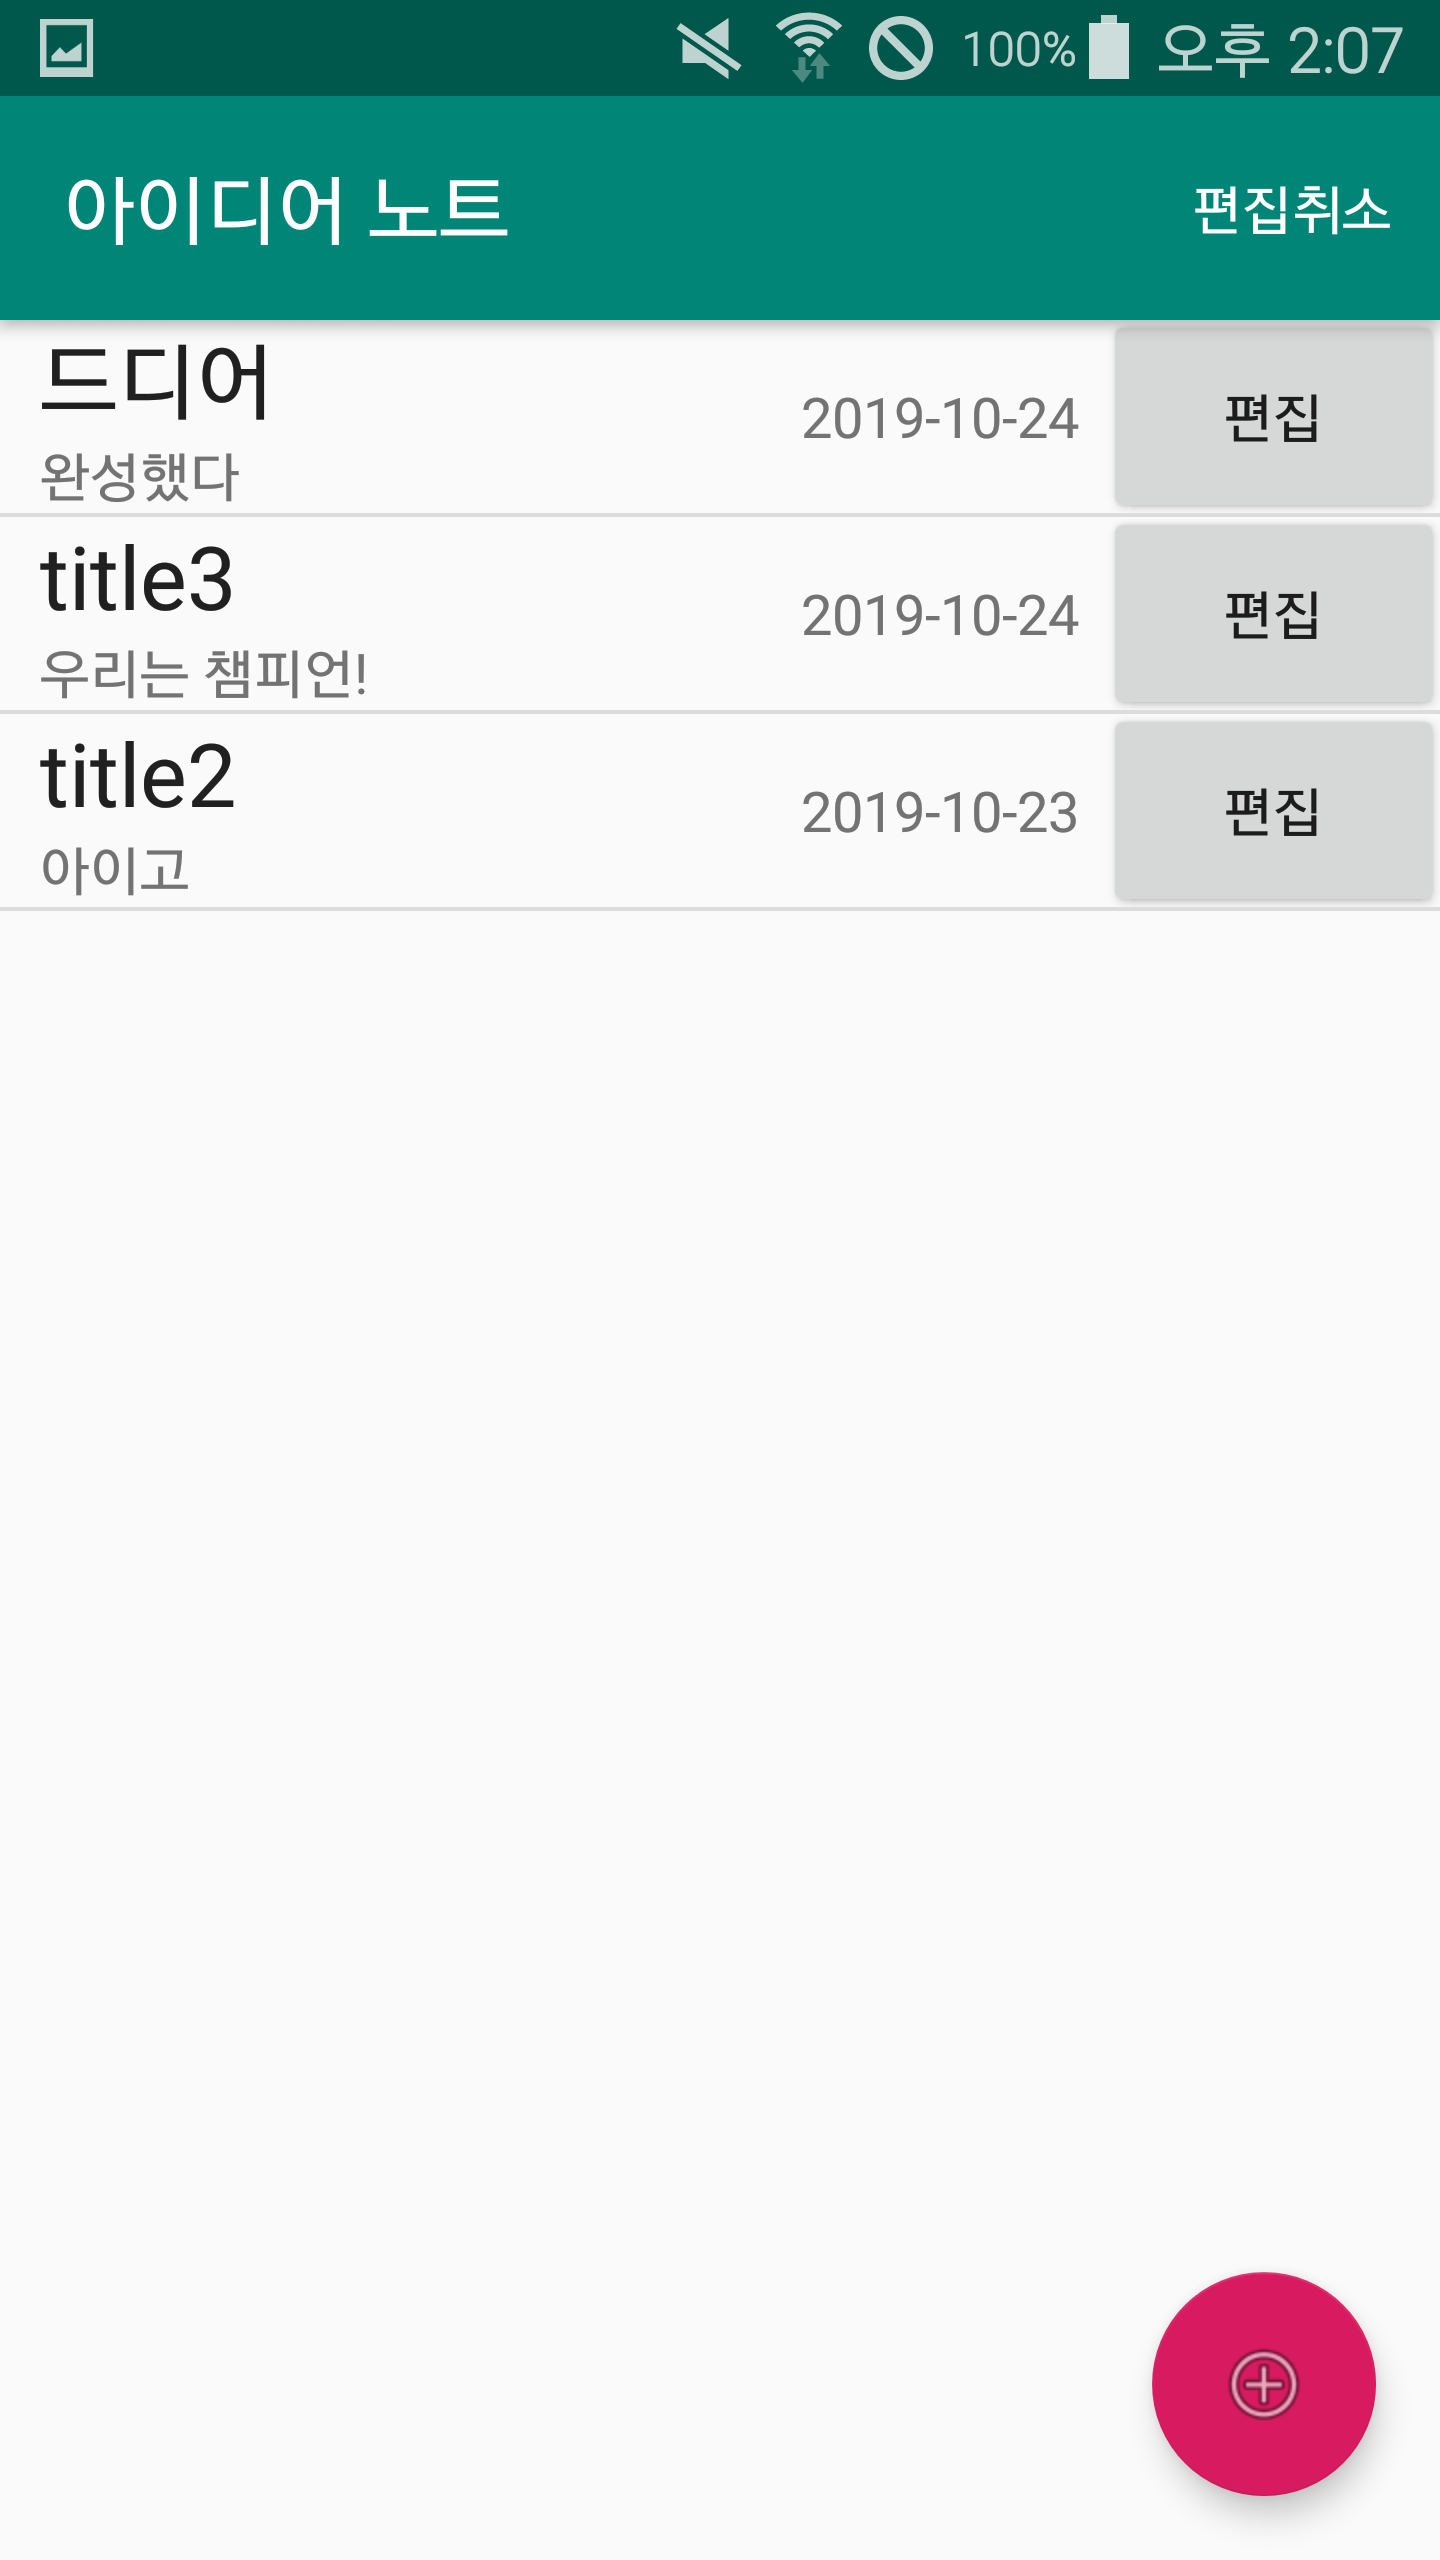 100% 오후 2:07
아이디어 노트 편집취소
드디어
완성했다
2019-10-24
편집
title3
우리는 챔피언!
2019-10-24
편집
title2
아이고
2019-10-23
편집